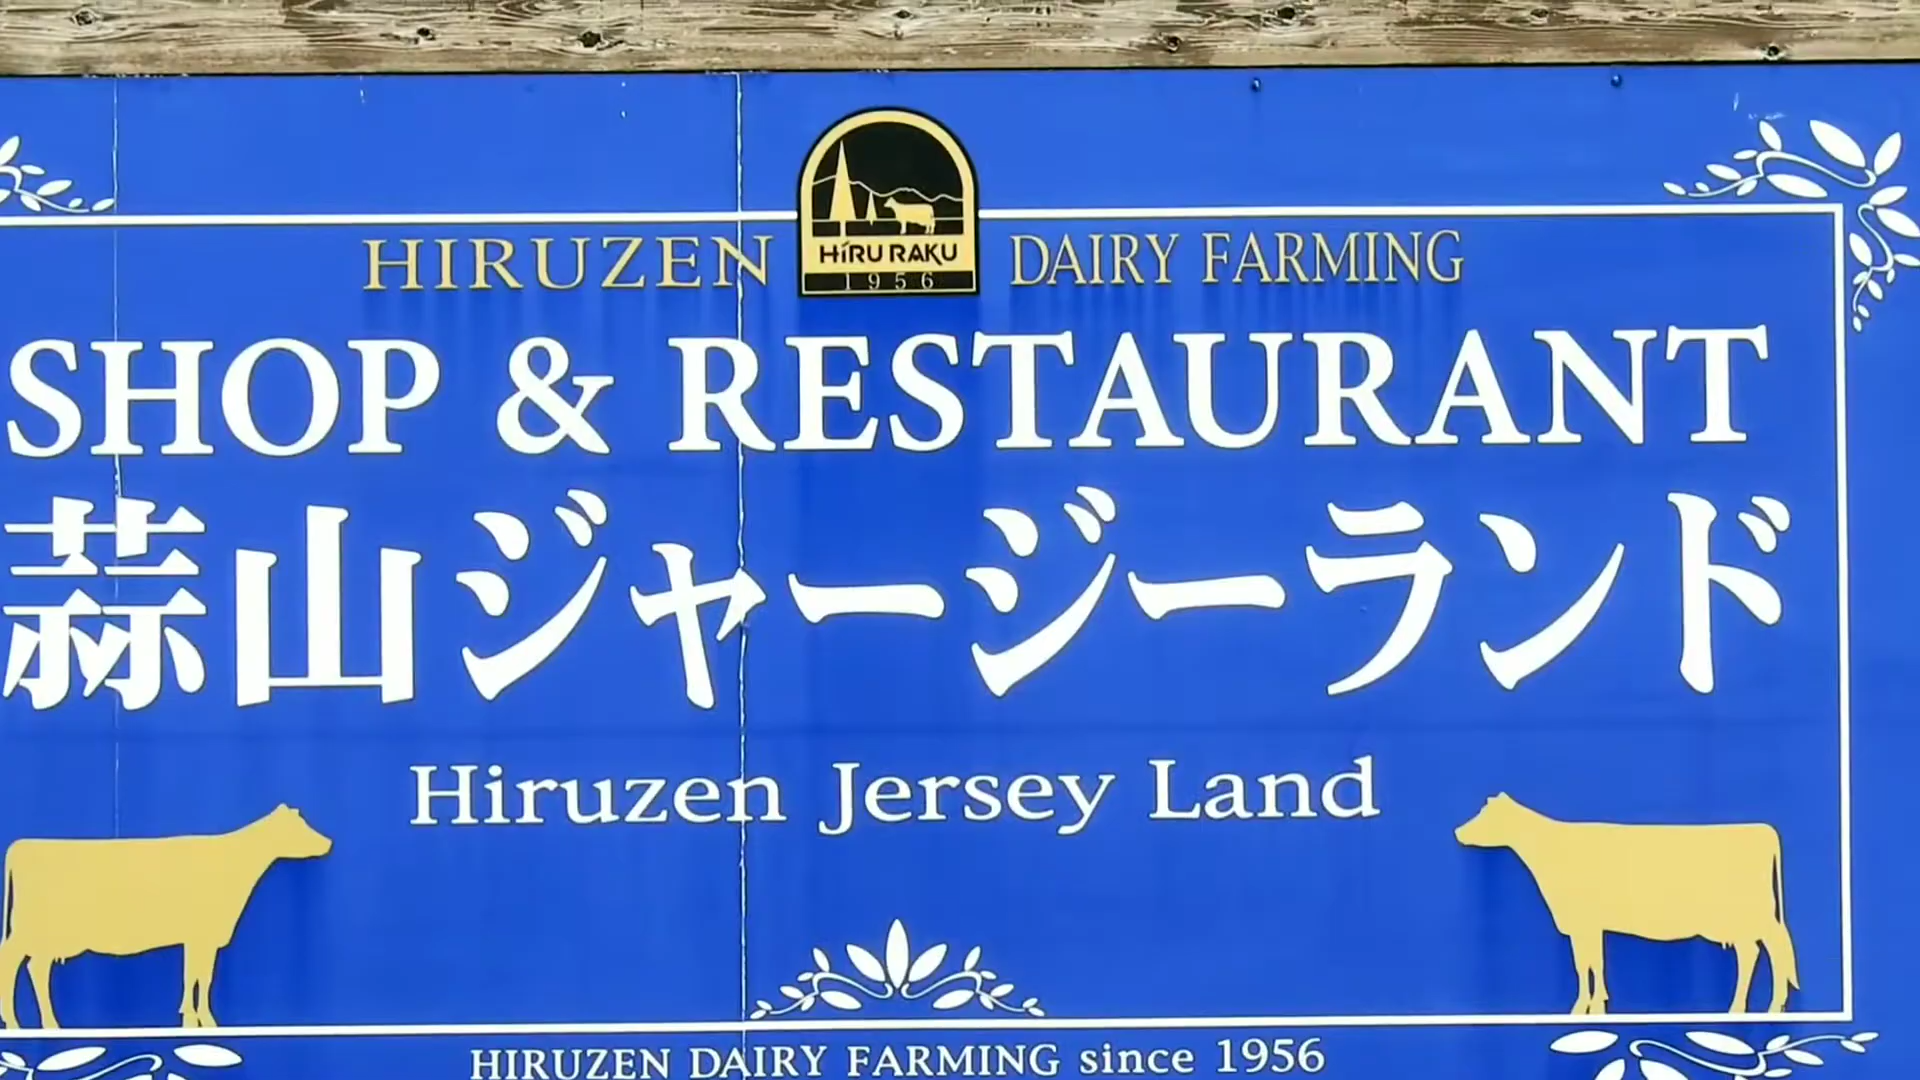 HIRUZEN DAIRY FARMING
HiRU RAKU
1956
SHOP & RESTAURANT
蒜山ジャージーランド
Hiruzen Jersey Land
HIRUZEN DAIRY FARMING since 1956